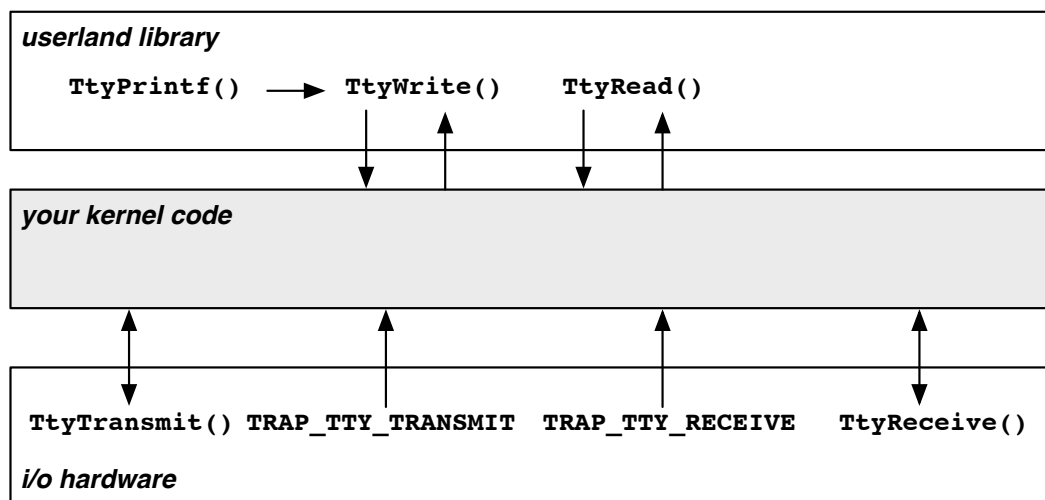 userland library
TtyPrintf() TtyWrite() TtyRead()
your kernel code
TtyTransmit() TRAP_TTY_TRANSMIT TRAP_TTY_RECEIVE TtyReceive()
i/o hardware